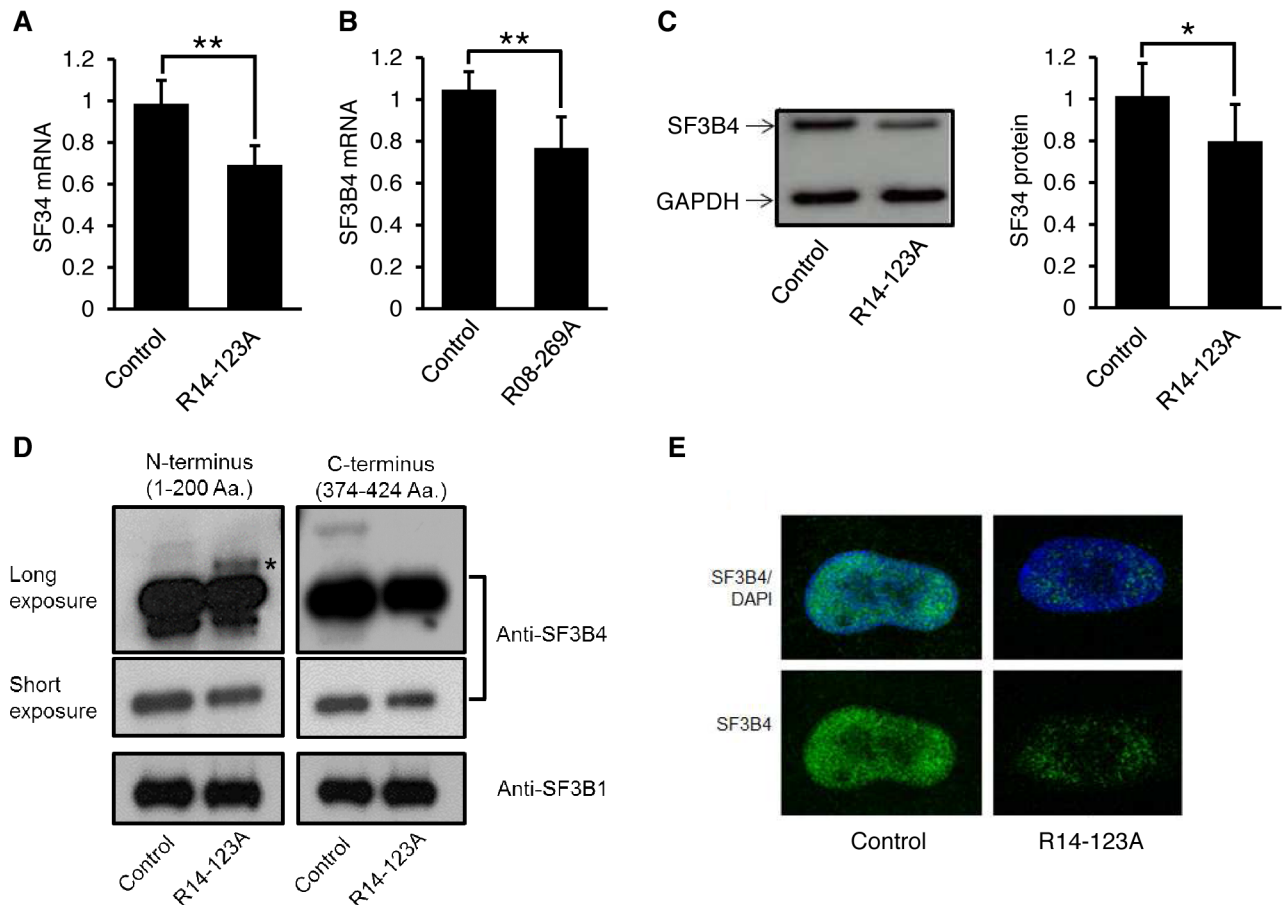 A
**
1.2
1
0.8
0.6
0.4
0.2
0
SF34 mRNA
Control
R14-123A
B
**
1.2
1
0.8
0.6
0.4
0.2
0
SF3B4 mRNA
Control
R08-269A
C
SF3B4
GAPDH
Control
R14-123A
*
1.2
1
0.8
0.6
0.4
0.2
0
SF34 protein
Control
R14-123A
D
N-terminus
(1-200 Aa.)
C-terminus
(374-424 Aa.)
Long
exposure
*
Short
exposure
Anti-SF3B4
Anti-SF3B1
Control
R14-123A
Control
R14-123A
E
SF3B4/
DAPI
SF3B4
Control
R14-123A